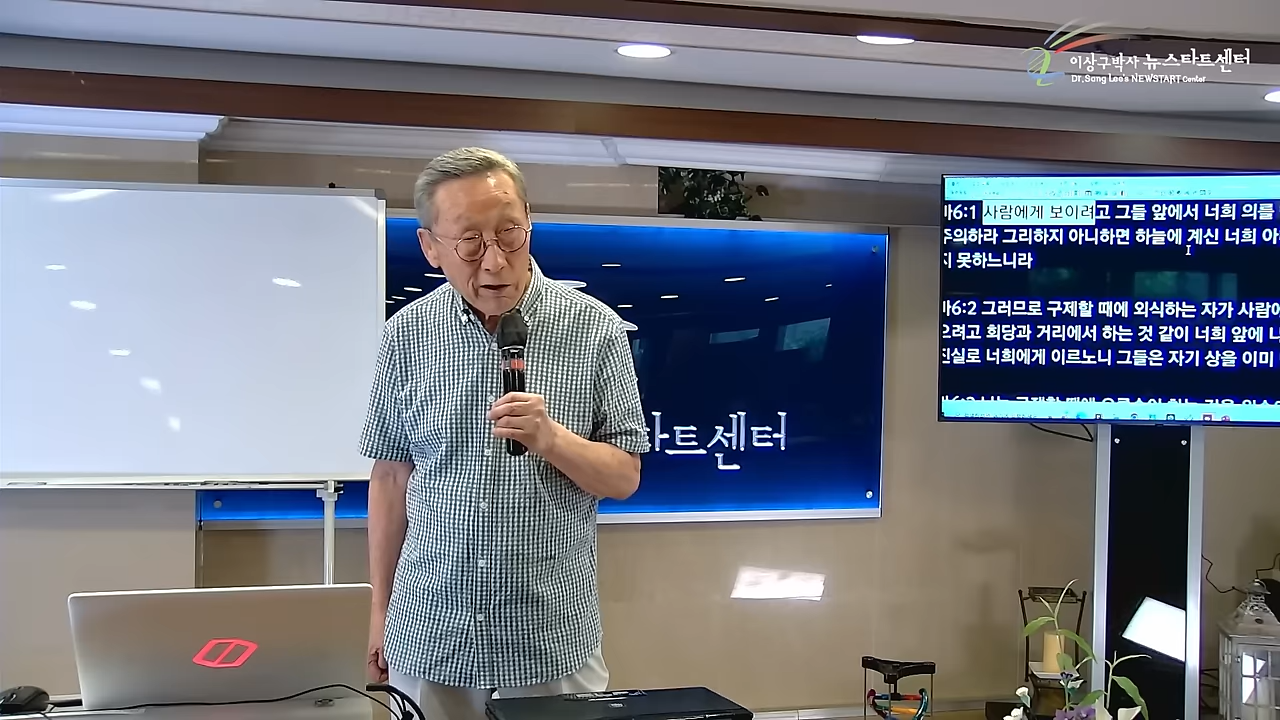 이상구박사 뉴스타트센터
Dr.Sang Lee's NEWSTART Center
6:1 사람에게 보이려고 그들 앞에서 너희 의를
주의하라 그리하지 아니하면 하늘에 계신 너희
지 못하느니라
6:2 그러므로 구제할 때에 외식하는 자가
으려고 회당과 거리에서 하는 것 같이 너희 앞에
진실로 너희에게 이르노니 그들은 자기 상을 이미
타트센터